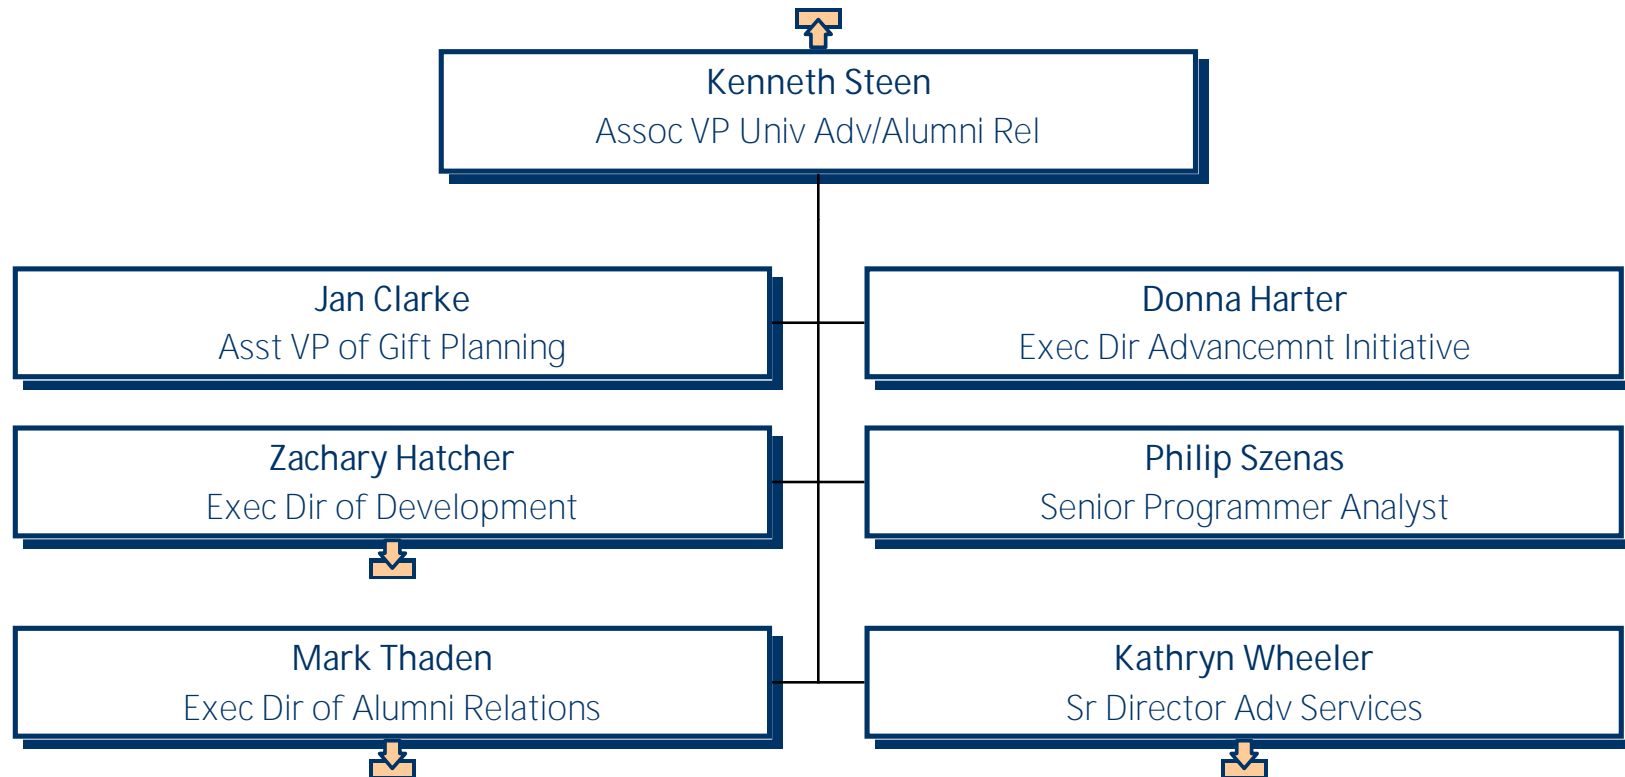 Kenneth Steen
Assoc VP Univ Adv/Alumni Rel
Jan Clarke
Asst VP of Gift Planning
Donna Harter
Exec Dir Advancemnt Initiative
Zachary Hatcher
Exec Dir of Development
Philip Szenas
Senior Programmer Analyst
Mark Thaden
Exec Dir of Alumni Relations
Kathryn Wheeler
Sr Director Adv Services